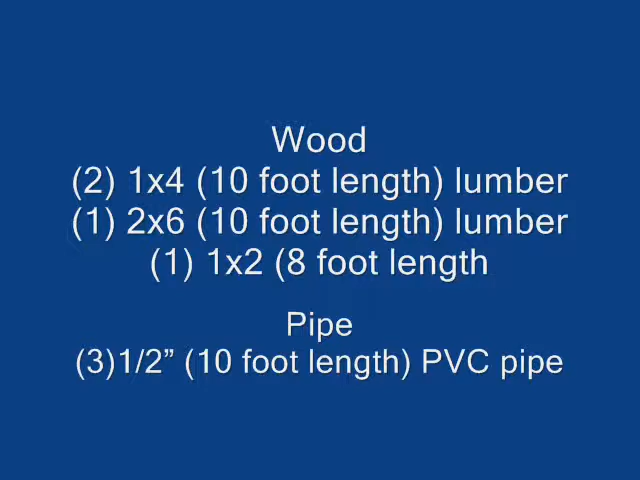 Wood
(2) 1x4 (10 foot length) lumber
(1) 2x6 (10 foot length) lumber
(1) 1x2 (8 foot length
Pipe
(3)1/2” (10 foot length) PVC pipe